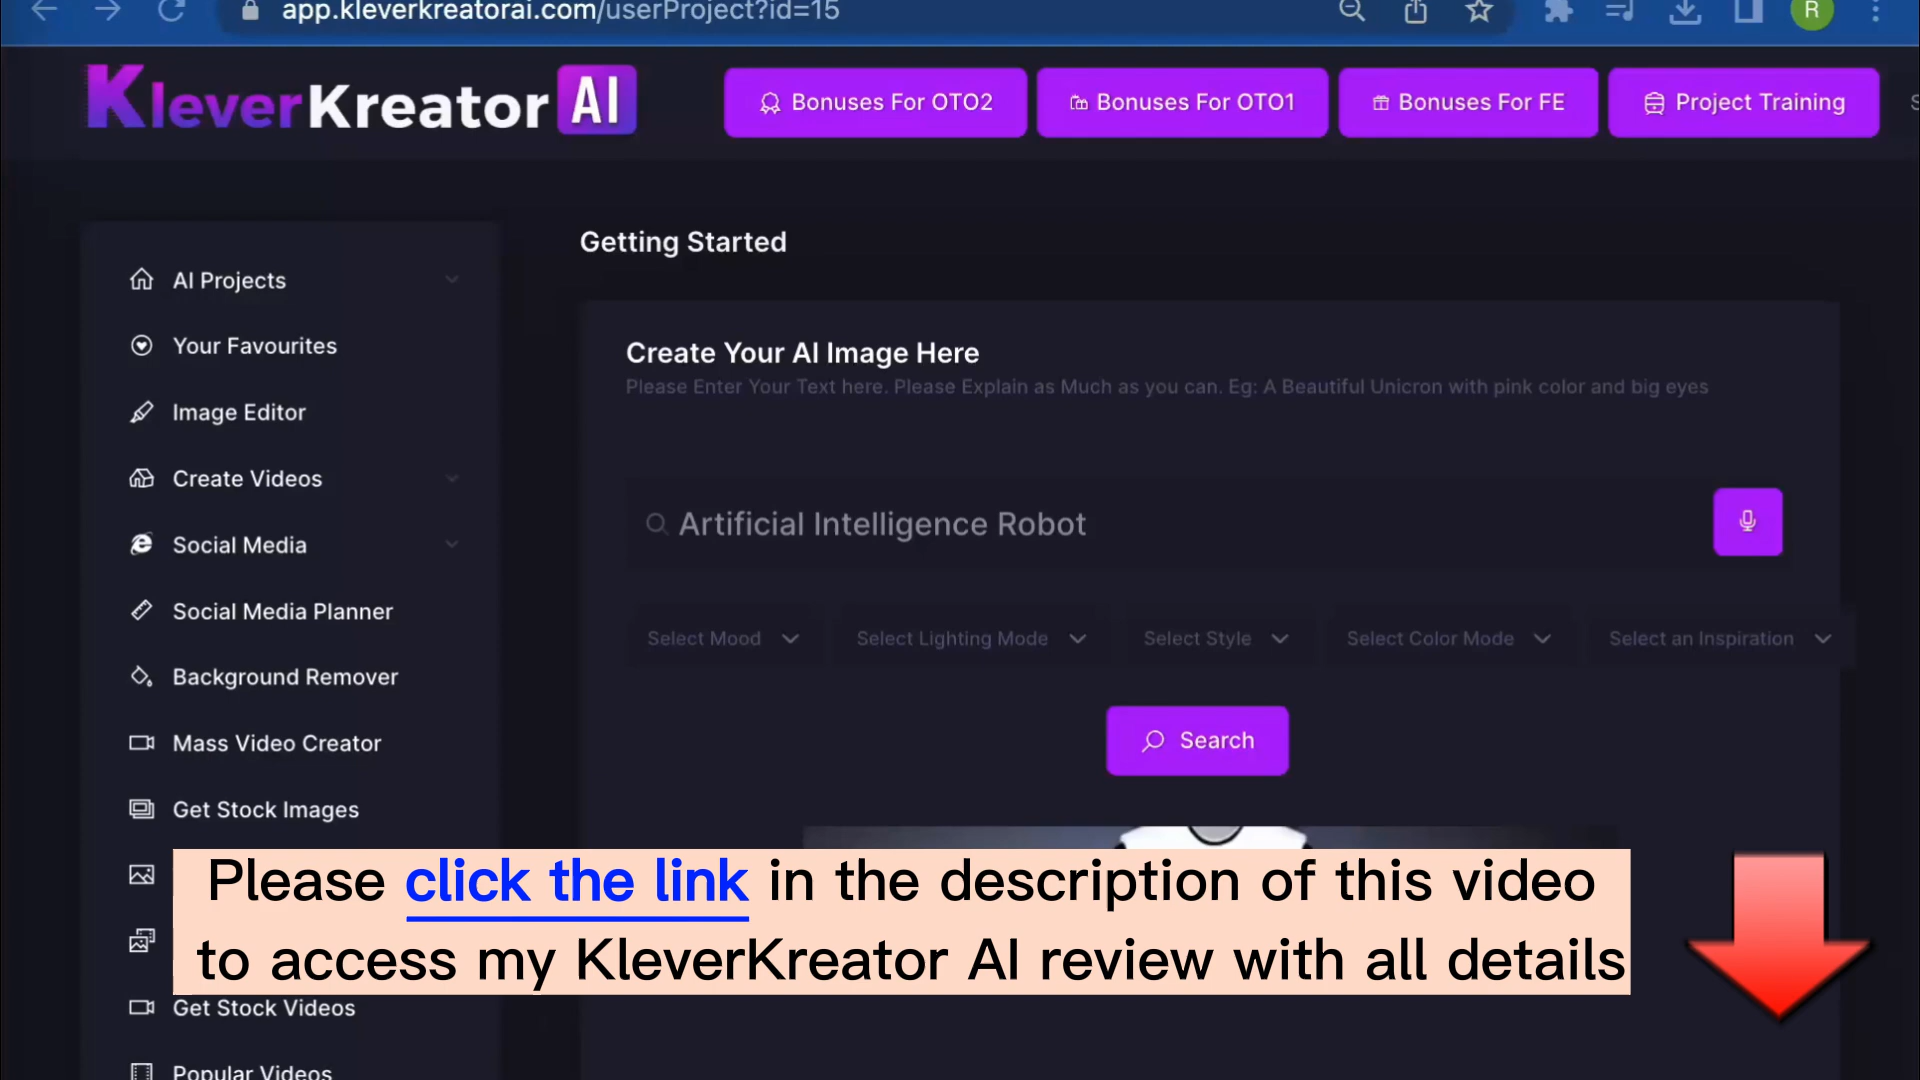 app.kleverkreatorai.com/userProject?id=15
R
KleverKreator AI
Bonuses For OTO2
Bonuses For OTO1
Bonuses For FE
Project Training
Getting Started
AI Projects
Your Favourites
Image Editor
Create Videos
Social Media
Social Media Planner
Background Remover
Mass Video Creator
Get Stock Images
Get Stock Videos
Popular Videos
Create Your AI Image Here
Please Enter Your Text here. Please Explain as Much as you can. Eg: A Beautiful Unicron with pink color and big eyes
Artificial Intelligence Robot
Select Mood
Select Lighting Mode
Select Style
Select Color Mode
Select an Inspiration
Search
Please click the link in the description of this video
to access my KleverKreator AI review with all details